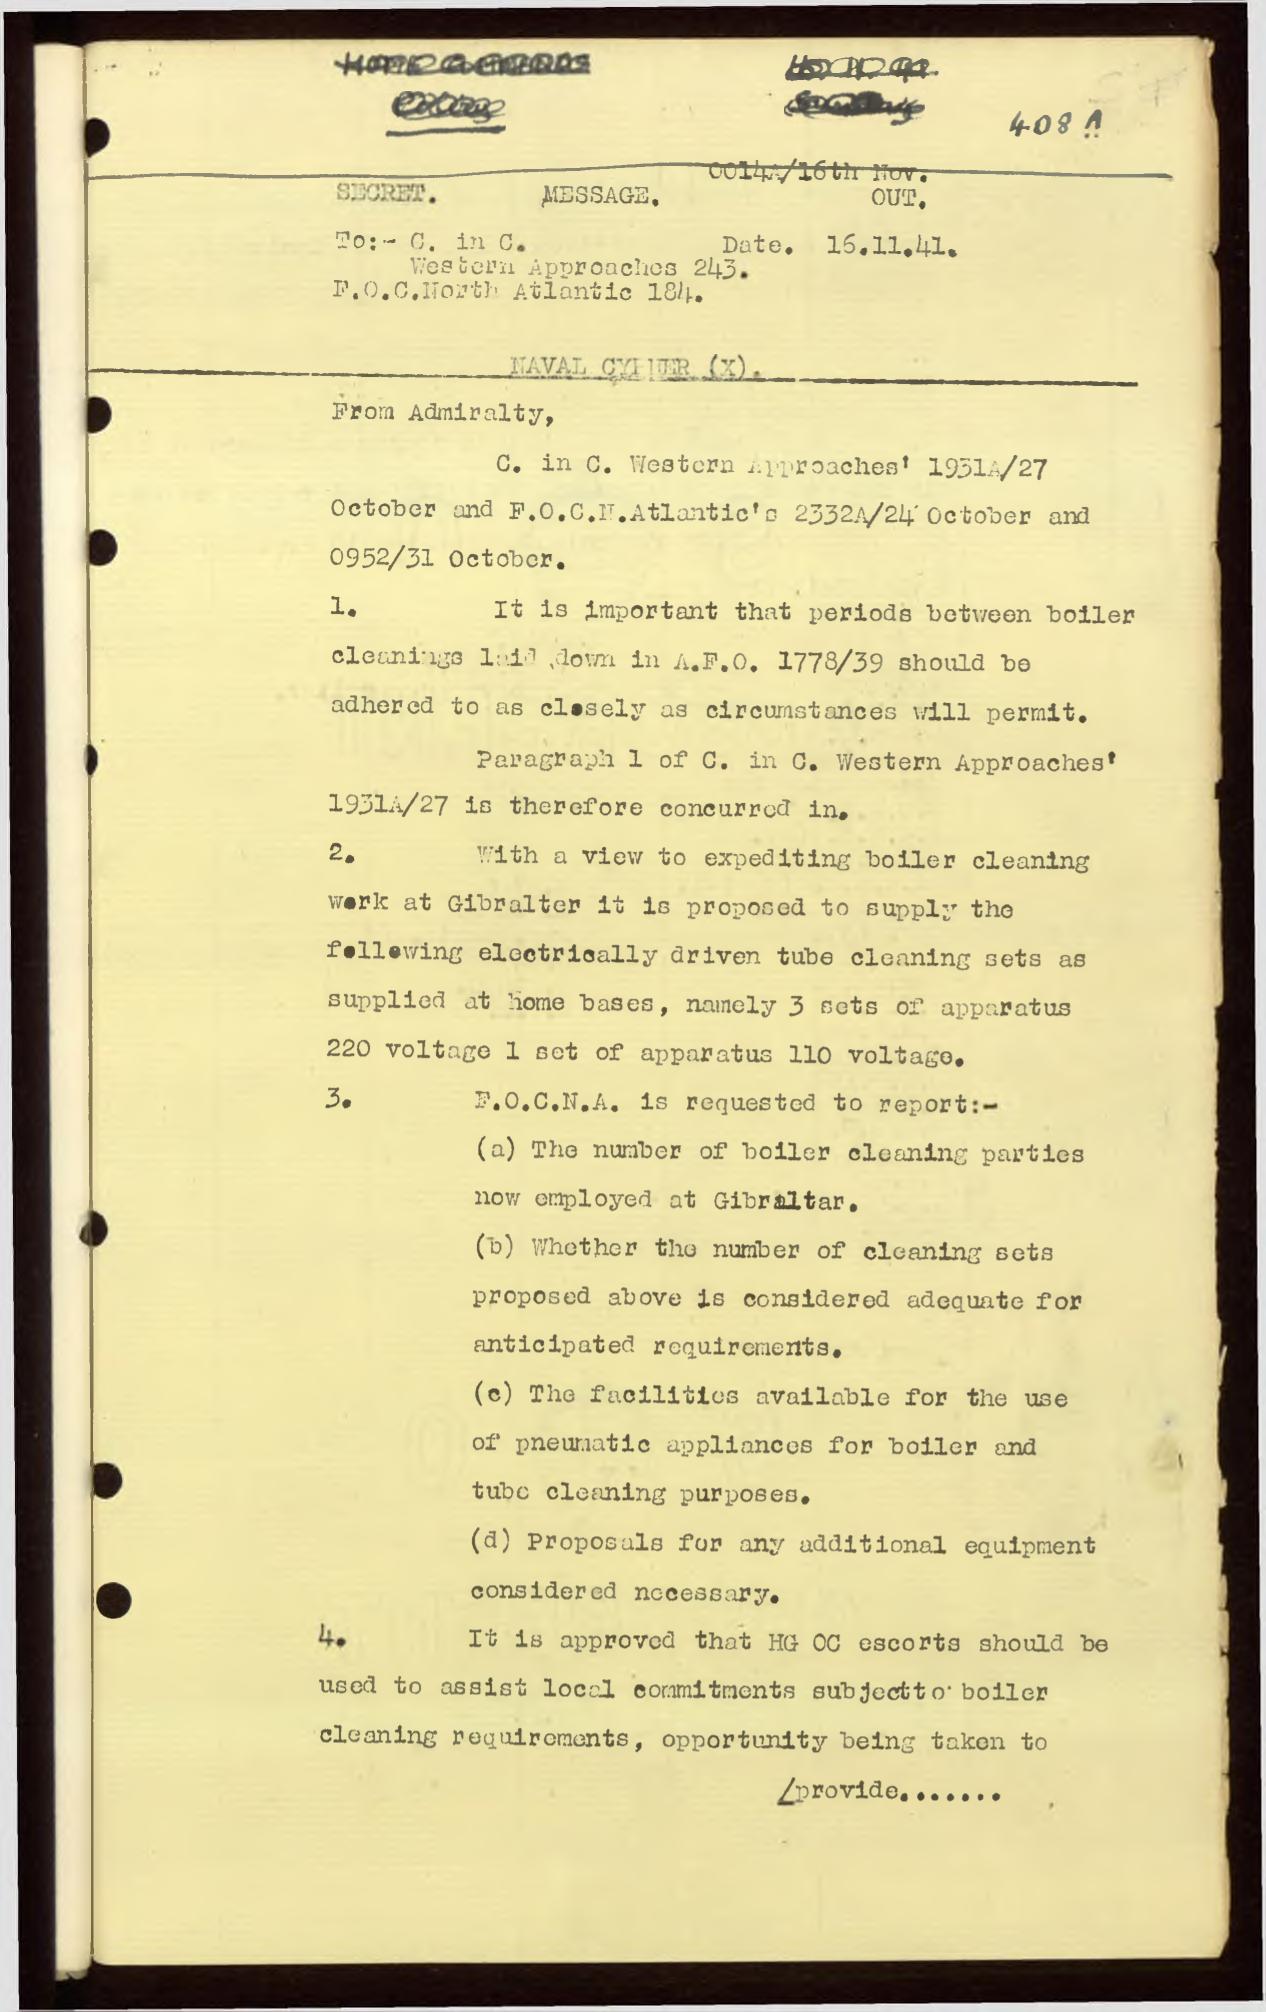 408A
0014A/16th Nov.
SECRET. MESSAGE. OUT.
To:- C. in C. Date. 16.11.41.
Western Approaches 243.
F.O.C.North Atlantic 184.
NAVAL CYPHER (X).
From Admiralty,
C. in C. Western Approaches' 1931A/27
October and F.O.C.N.Atlantic's 2332A/24 October and
0952/31 October.
1. It is important that periods between boiler
cleanings laid down in A.F.O. 1778/39 should be
adhered to as closely as circumstances will permit.
Paragraph 1 of C. in C. Western Approaches'
1931A/27 is therefore concurred in.
2. With a view to expediting boiler cleaning
work at Gibralter it is proposed to supply the
following electrically driven tube cleaning sets as
supplied at home bases, namely 3 sets of apparatus
220 voltage 1 set of apparatus 110 voltage.
3. F.O.C.N.A. is requested to report:-
(a) The number of boiler cleaning parties
now employed at Gibraltar.
(b) Whether the number of cleaning sets
proposed above is considered adequate for
anticipated requirements.
(c) The facilities available for the use
of pneumatic appliances for boiler and
tube cleaning purposes.
(d) Proposals for any additional equipment
considered necessary.
4. It is approved that HG OC escorts should be
used to assist local commitments subjectto boiler
cleaning requirements, opportunity being taken to
/provide.......